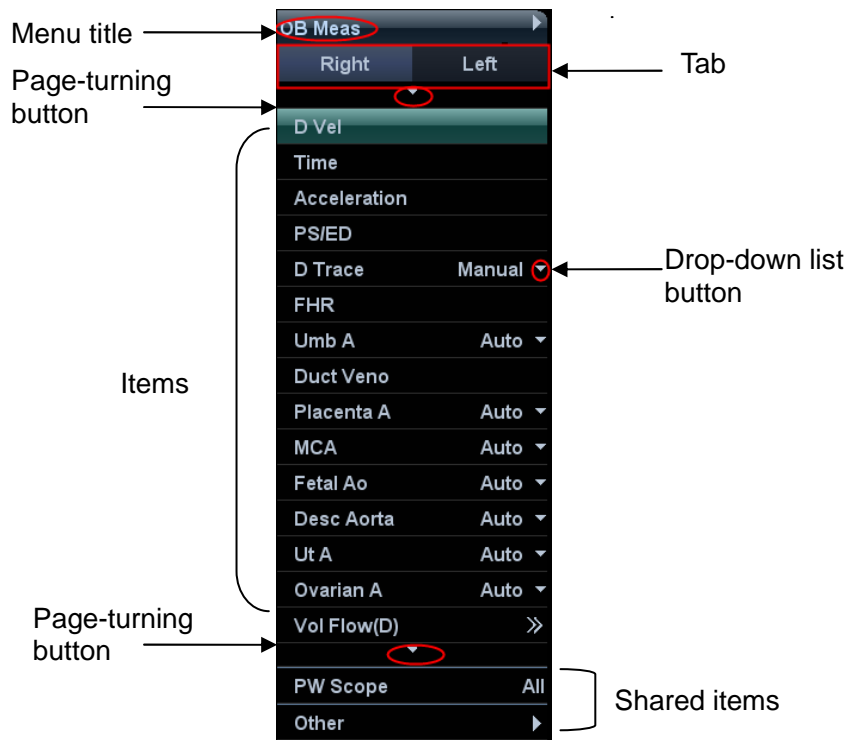 Menu title
OB Meas
Right Left
Tab
Page-turning
button
D Vel
Time
Acceleration
PS/ED
D Trace Manual
Drop-down list
button
FHR
Umb A Auto
Items
Duct Veno
Placenta A Auto
MCA Auto
Fetal Ao Auto
Desc Aorta Auto
Ut A Auto
Ovarian A Auto
Page-turning
button
Vol Flow(D) »
PW Scope All
Shared items
Other